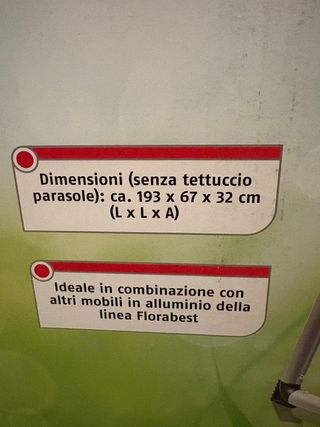 Dimensioni (senza tettuccio
parasole): ca. 193 x 67 x 32 cm
(L x L x A)
Ideale in combinazione con
altri mobili in alluminio della
linea Florabest